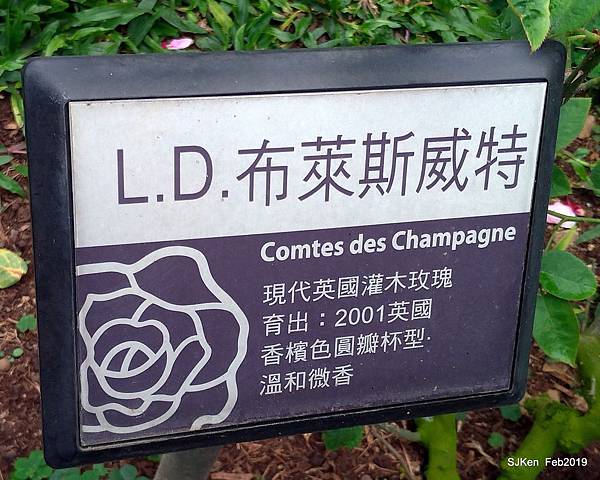 L.D.布萊斯威特
Comtes des Champagne
現代英國灌木玫瑰
育出：2001英國
香檳色圓瓣杯型.
溫和微香
SJKen Feb2019